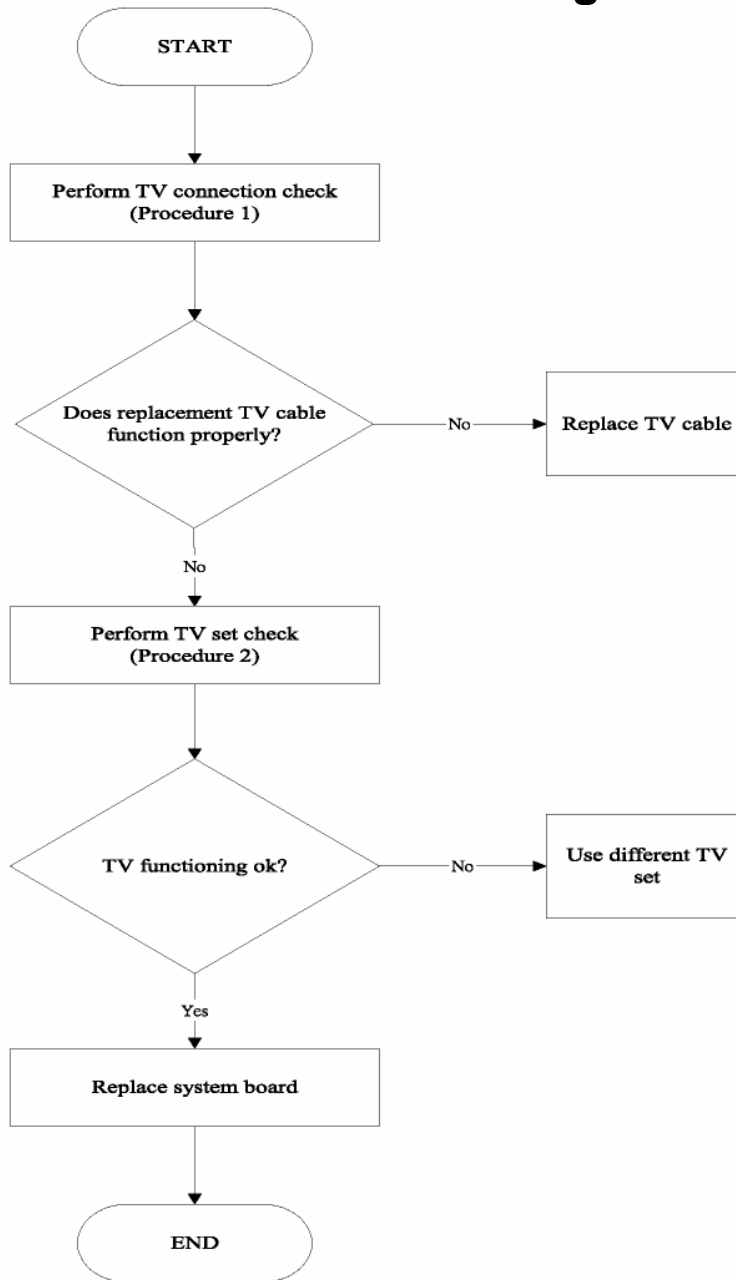 START
Perform TV connection check
(Procedure 1)
Does replacement TV cable
function properly?
No
Replace TV cable
No
Perform TV set check
(Procedure 2)
TV functioning ok?
No
Use different TV
set
Yes
Replace system board
END